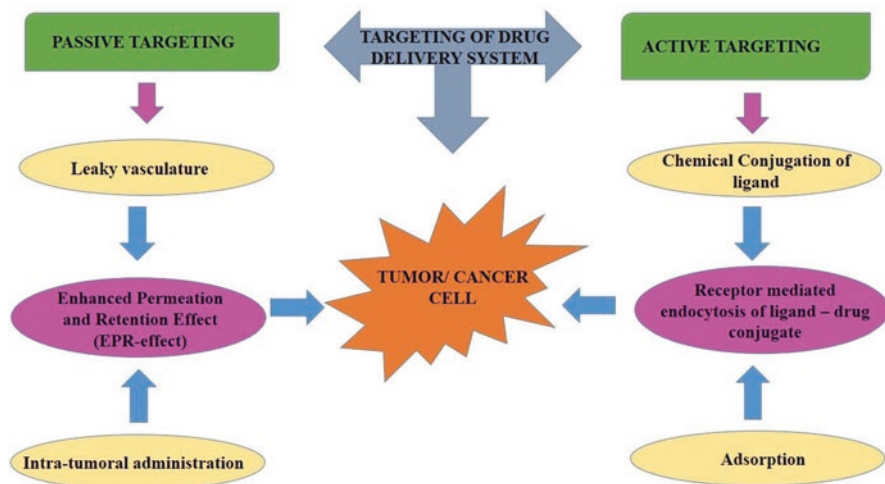 PASSIVE TARGETING
TARGETING OF DRUG
DELIVERY SYSTEM
ACTIVE TARGETING
Leaky vasculature
Chemical Conjugation of
ligand
TUMOR/ CANCER
CELL
Enhanced Permeation
and Retention Effect
(EPR-effect)
Receptor mediated
endocytosis of ligand – drug
conjugate
Intra-tumoral administration
Adsorption